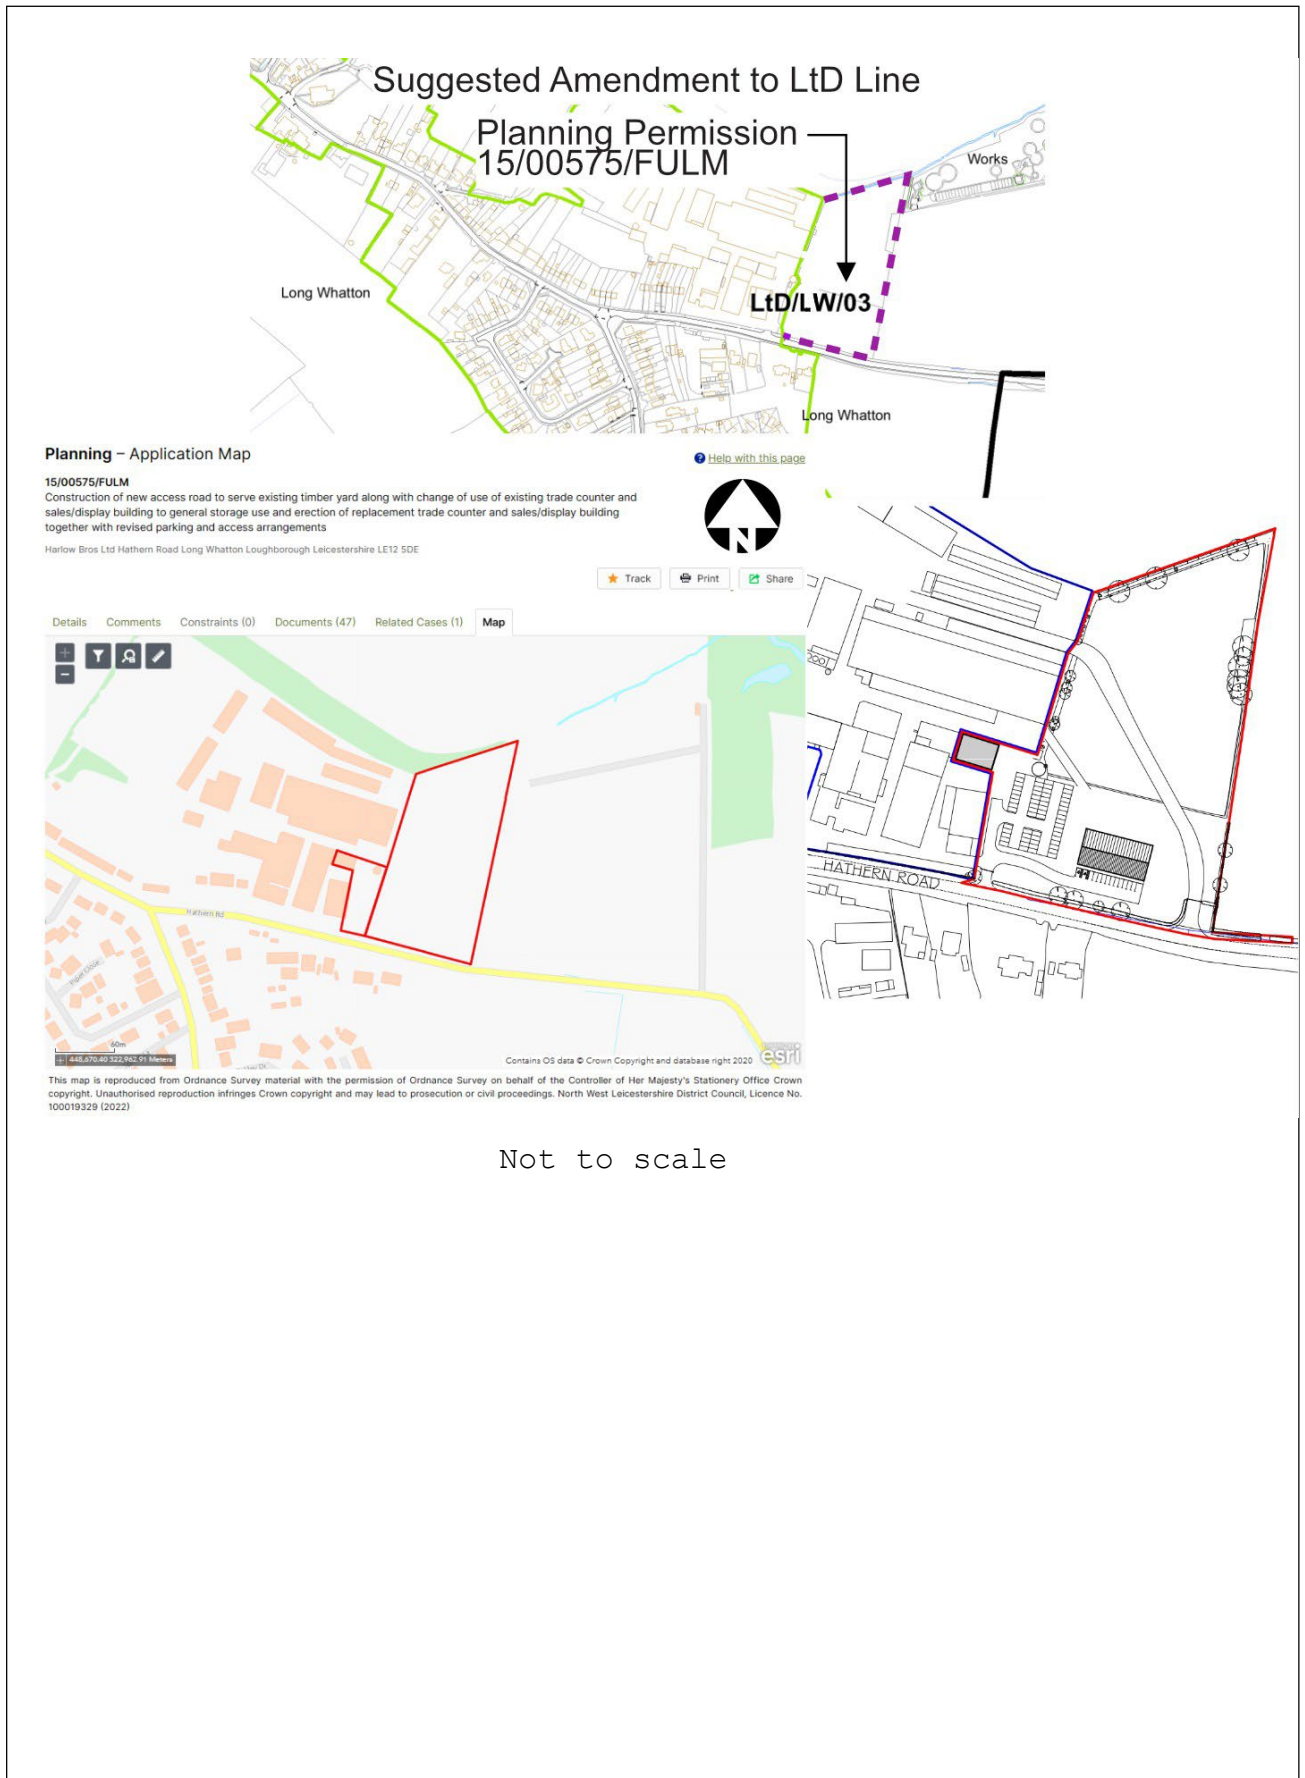 Suggested Amendment to LtD Line
Planning Permission
15/00575/FULM
Works
Long Whatton
LtD/LW/03
Long Whatton
Planning – Application Map
Help with this page
15/00575/FULM
Construction of new access road to serve existing timber yard along with change of use of existing trade counter and
sales/display building to general storage use and erection of replacement trade counter and sales/display building
together with revised parking and access arrangements
Harlow Bros Ltd Hathern Road Long Whatton Loughborough Leicestershire LE12 5DE
N
Track
Print
Share
Details
Comments
Constraints (0)
Documents (47)
Related Cases (1)
Map
HATHERN ROAD
Hathern Rd
60m
448,670.40 322,962.91 Meters
Contains OS data © Crown Copyright and database right 2020
esri
This map is reproduced from Ordnance Survey material with the permission of Ordnance Survey on behalf of the Controller of Her Majesty's Stationery Office Crown
copyright. Unauthorised reproduction infringes Crown copyright and may lead to prosecution or civil proceedings. North West Leicestershire District Council, Licence No.
100019329 (2022)
Not to scale